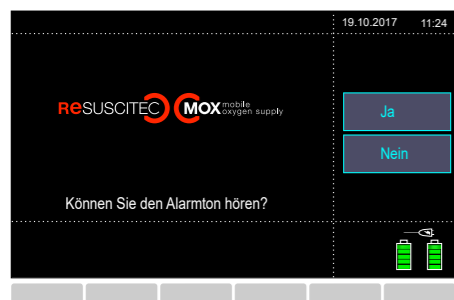 19.10.2017 11:24
ReSUSCITEC MOX mobile oxygen supply
Ja
Nein
Können Sie den Alarmton hören?